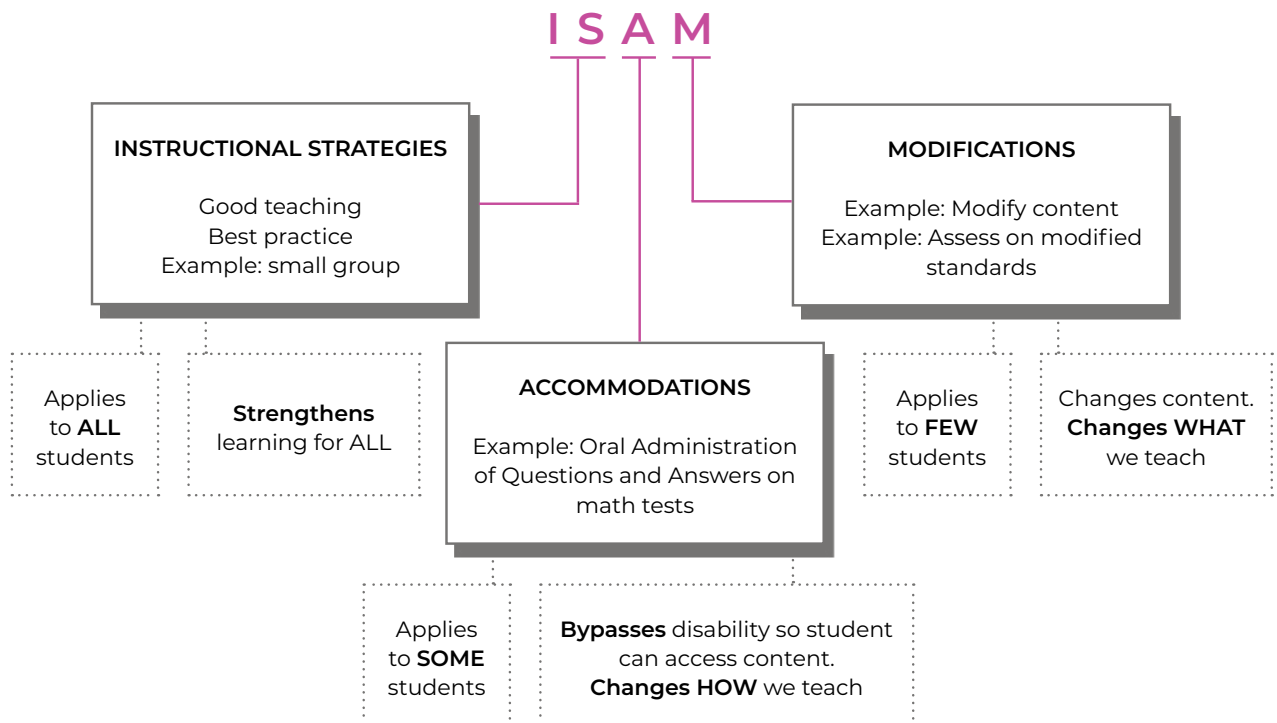 I S A M
INSTRUCTIONAL STRATEGIES
Good teaching
Best practice
Example: small group
Applies
to ALL
students
Strengthens
learning for ALL
ACCOMMODATIONS
Example: Oral Administration
of Questions and Answers on
math tests
Applies
to SOME
students
Bypasses disability so student
can access content.
Changes HOW we teach
MODIFICATIONS
Example: Modify content
Example: Assess on modified
standards
Applies
to FEW
students
Changes content.
Changes WHAT
we teach